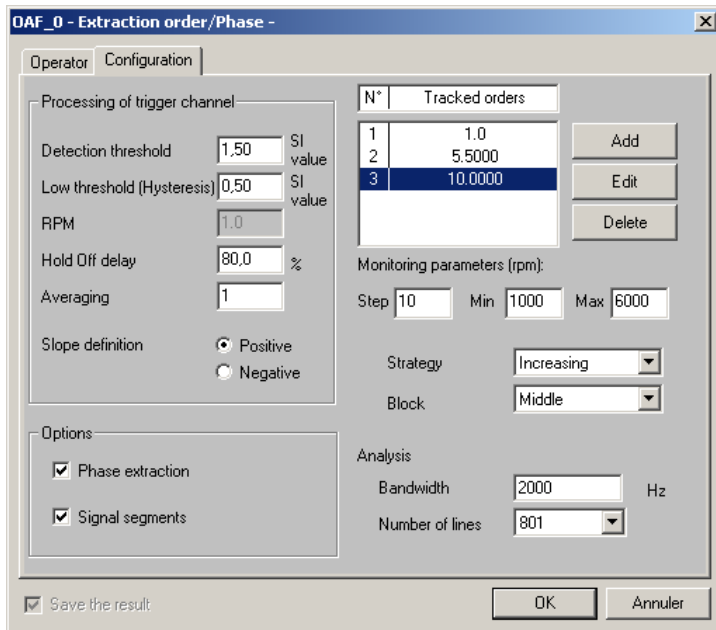 OAF_0 - Extraction order/Phase -
Operator
Configuration
Processing of trigger channel
Detection threshold 1,50 SI value
Low threshold (Hysteresis) 0,50 SI value
RPM 1.0
Hold Off delay 80,0 %
Averaging 1
Slope definition Positive
Negative
Options
Phase extraction
Signal segments
N° Tracked orders
1 1.0
2 5.5000
3 10.0000
Add
Edit
Delete
Monitoring parameters (rpm):
Step 10 Min 1000 Max 6000
Strategy Increasing
Block Middle
Analysis
Bandwidth 2000 Hz
Number of lines 801
Save the result
OK
Annuler